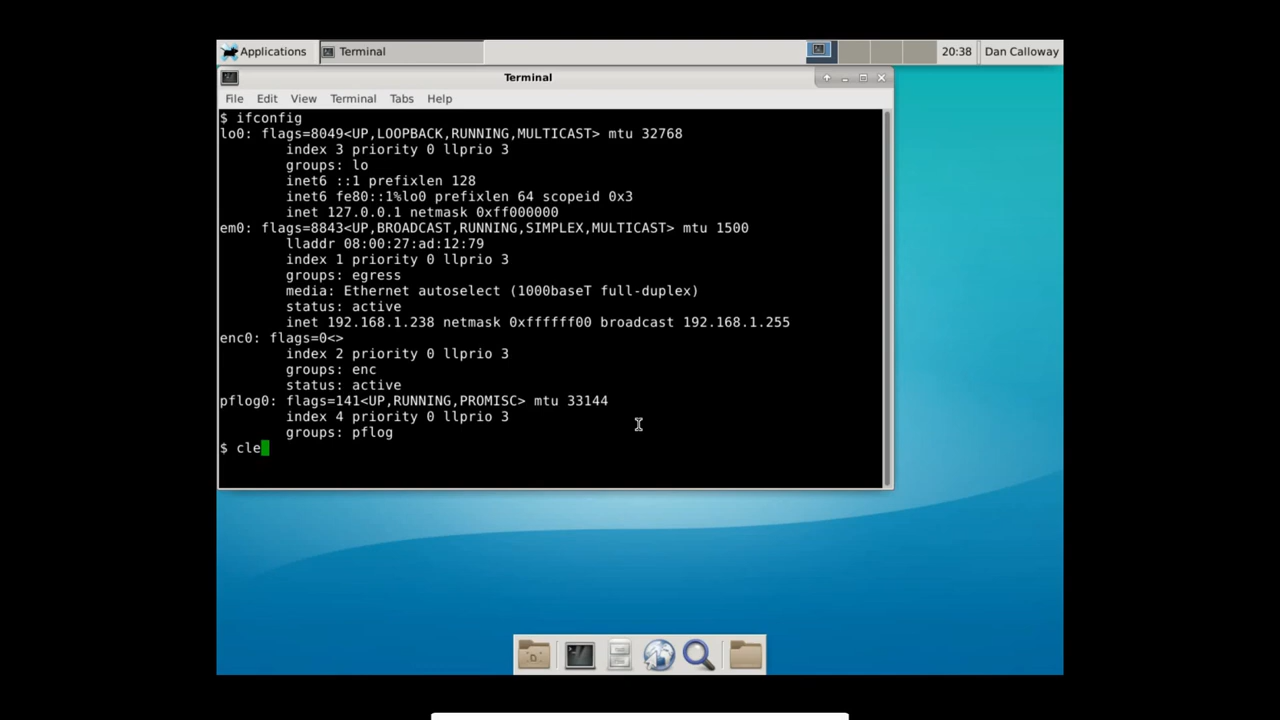 Applications
Terminal
20:38
Dan Calloway
Terminal
File Edit View Terminal Tabs Help
$ ifconfig
lo0: flags=8049<UP,LOOPBACK,RUNNING,MULTICAST> mtu 32768
index 3 priority 0 llprio 3
groups: lo
inet6 ::1 prefixlen 128
inet6 fe80::1%lo0 prefixlen 64 scopeid 0x3
inet 127.0.0.1 netmask 0xff000000
em0: flags=8843<UP,BROADCAST,RUNNING,SIMPLEX,MULTICAST> mtu 1500
lladdr 08:00:27:ad:12:79
index 1 priority 0 llprio 3
groups: egress
media: Ethernet autoselect (1000baseT full-duplex)
status: active
inet 192.168.1.238 netmask 0xffffff00 broadcast 192.168.1.255
enc0: flags=0<>
index 2 priority 0 llprio 3
groups: enc
status: active
pflog0: flags=141<UP,RUNNING,PROMISC> mtu 33144
index 4 priority 0 llprio 3
groups: pflog
$ cle